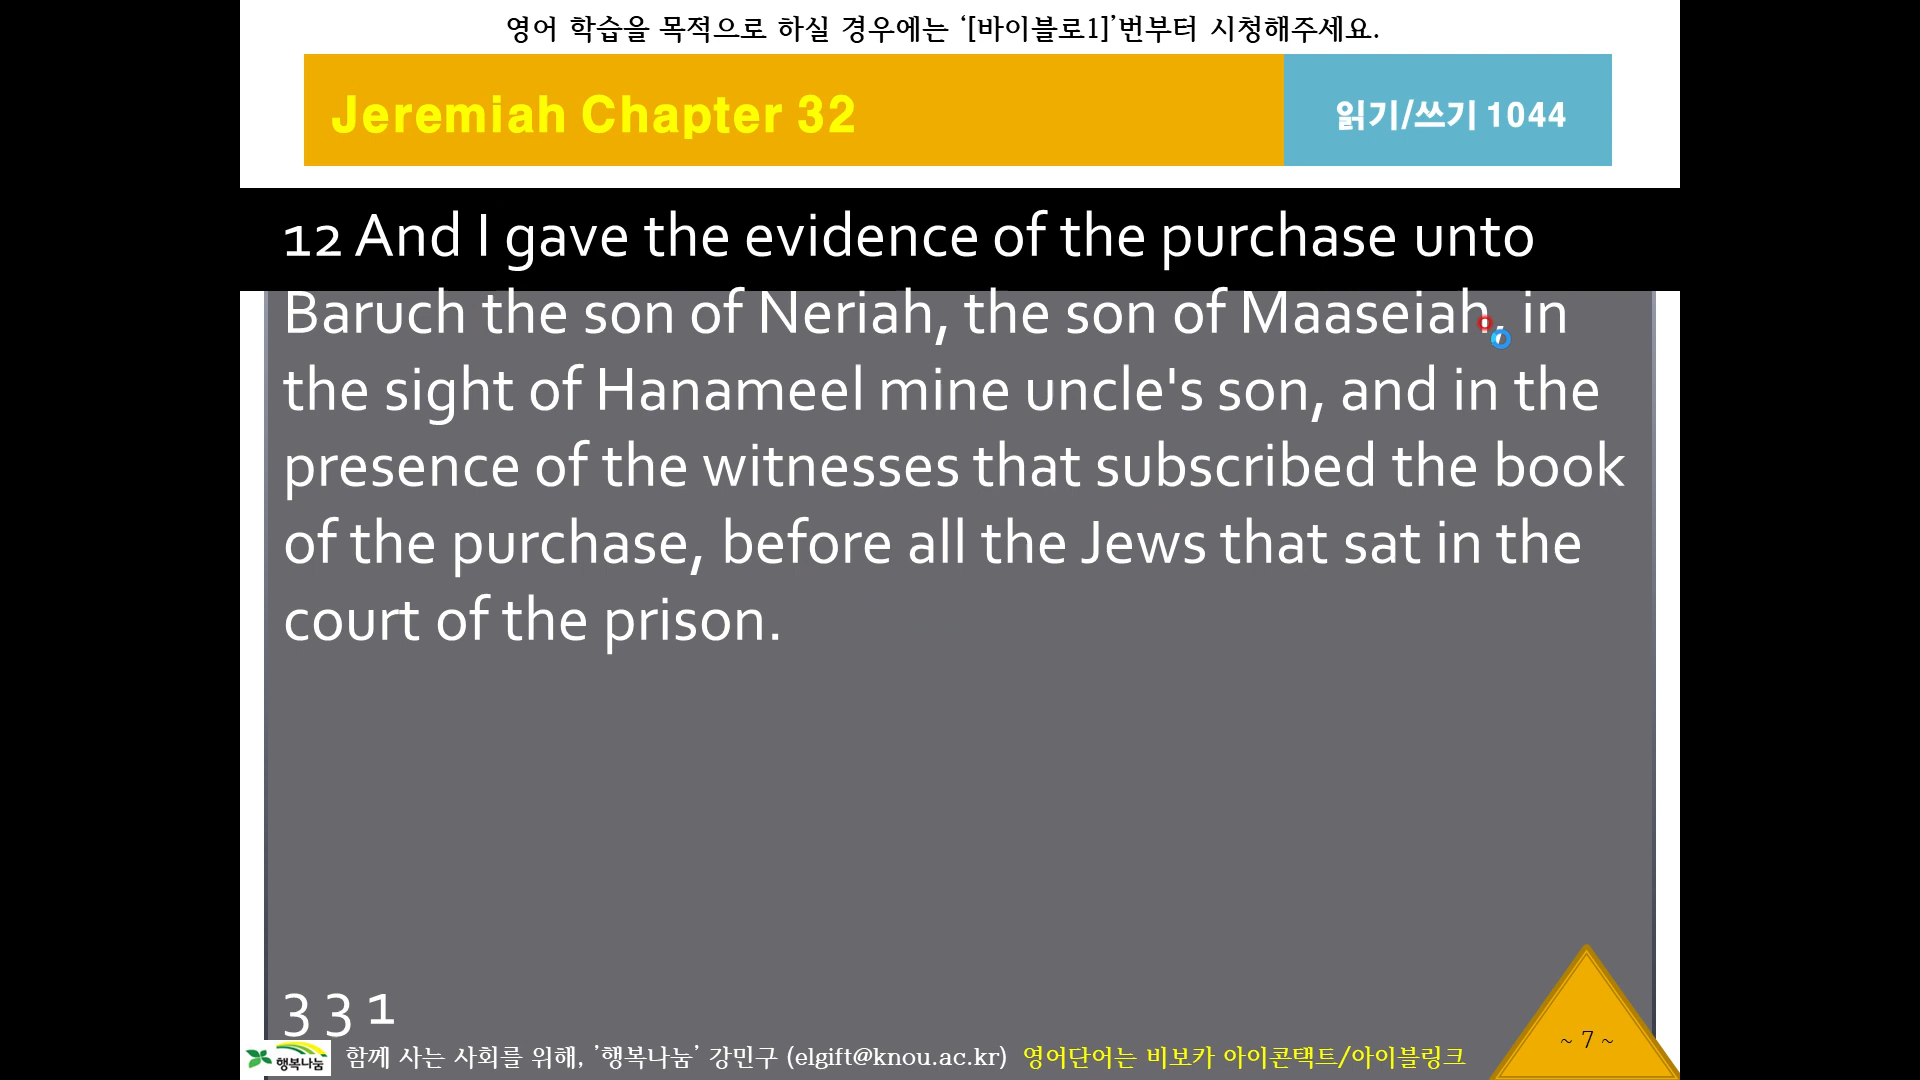 영어 학습을 목적으로 하실 경우에는 ‘[바이블로1]’번부터 시청해주세요.
Jeremiah Chapter 32
읽기/쓰기 1044
12 And I gave the evidence of the purchase unto
Baruch the son of Neriah, the son of Maaseiah, in
the sight of Hanameel mine uncle's son, and in the
presence of the witnesses that subscribed the book
of the purchase, before all the Jews that sat in the
court of the prison.
3 3 1
~ 7 ~
행복나눔 함께 사는 사회를 위해, ’행복나눔’ 강민구 (elgift@knou.ac.kr) 영어단어는 비보카 아이콘택트/아이블링크